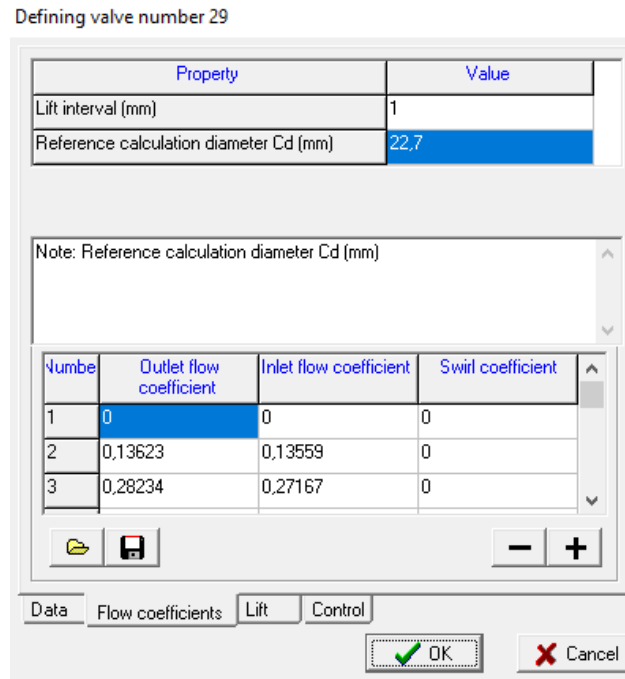 Defining valve number 29
Property Value
Lift interval (mm) 1
Reference calculation diameter Cd (mm) 22,7
Note: Reference calculation diameter Cd (mm)
Numbe Outlet flow coefficient Inlet flow coefficient Swirl coefficient
1 0 0 0
2 0,13623 0,13559 0
3 0,28234 0,27167 0
Data Flow coefficients Lift Control
OK Cancel